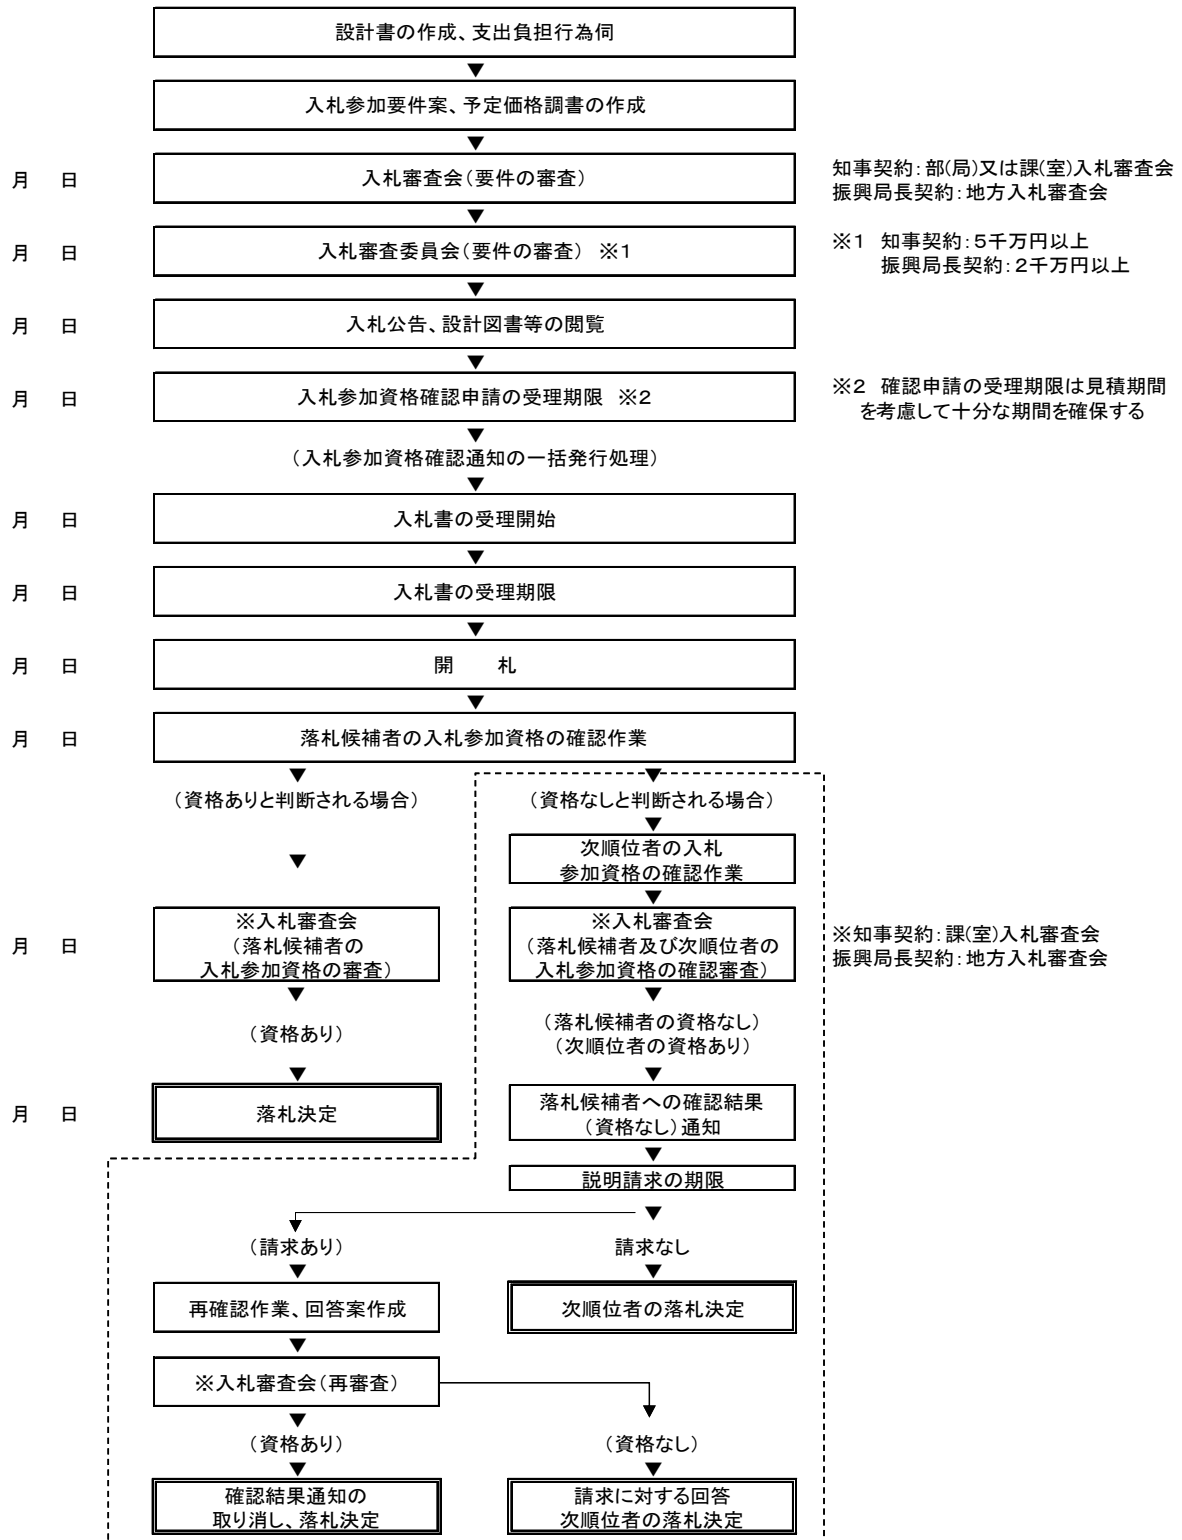 設計書の作成、支出負担行為伺
入札参加要件案、予定価格調書の作成
月 日
入札審査会(要件の審査)
知事契約:部(局)又は課(室)入札審査会
振興局長契約:地方入札審査会
月 日
入札審査委員会(要件の審査) ※1
※1 知事契約:5千万円以上
振興局長契約:2千万円以上
月 日
入札公告、設計図書等の閲覧
月 日
入札参加資格確認申請の受理期限 ※2
※2 確認申請の受理期限は見積期間
を考慮して十分な期間を確保する
(入札参加資格確認通知の一括発行処理)
月 日
入札書の受理開始
月 日
入札書の受理期限
月 日
開 札
月 日
落札候補者の入札参加資格の確認作業
(資格ありと判断される場合)
(資格なしと判断される場合)
次順位者の入札
参加資格の確認作業
月 日
※入札審査会
(落札候補者の
入札参加資格の審査)
※入札審査会
(落札候補者及び次順位者の
入札参加資格の確認審査)
※知事契約:課(室)入札審査会
振興局長契約:地方入札審査会
(資格あり)
(落札候補者の資格なし)
(次順位者の資格あり)
月 日
落札決定
落札候補者への確認結果
(資格なし)通知
説明請求の期限
(請求あり)
請求なし
再確認作業、回答案作成
次順位者の落札決定
※入札審査会(再審査)
(資格あり)
(資格なし)
確認結果通知の
取り消し、落札決定
請求に対する回答
次順位者の落札決定